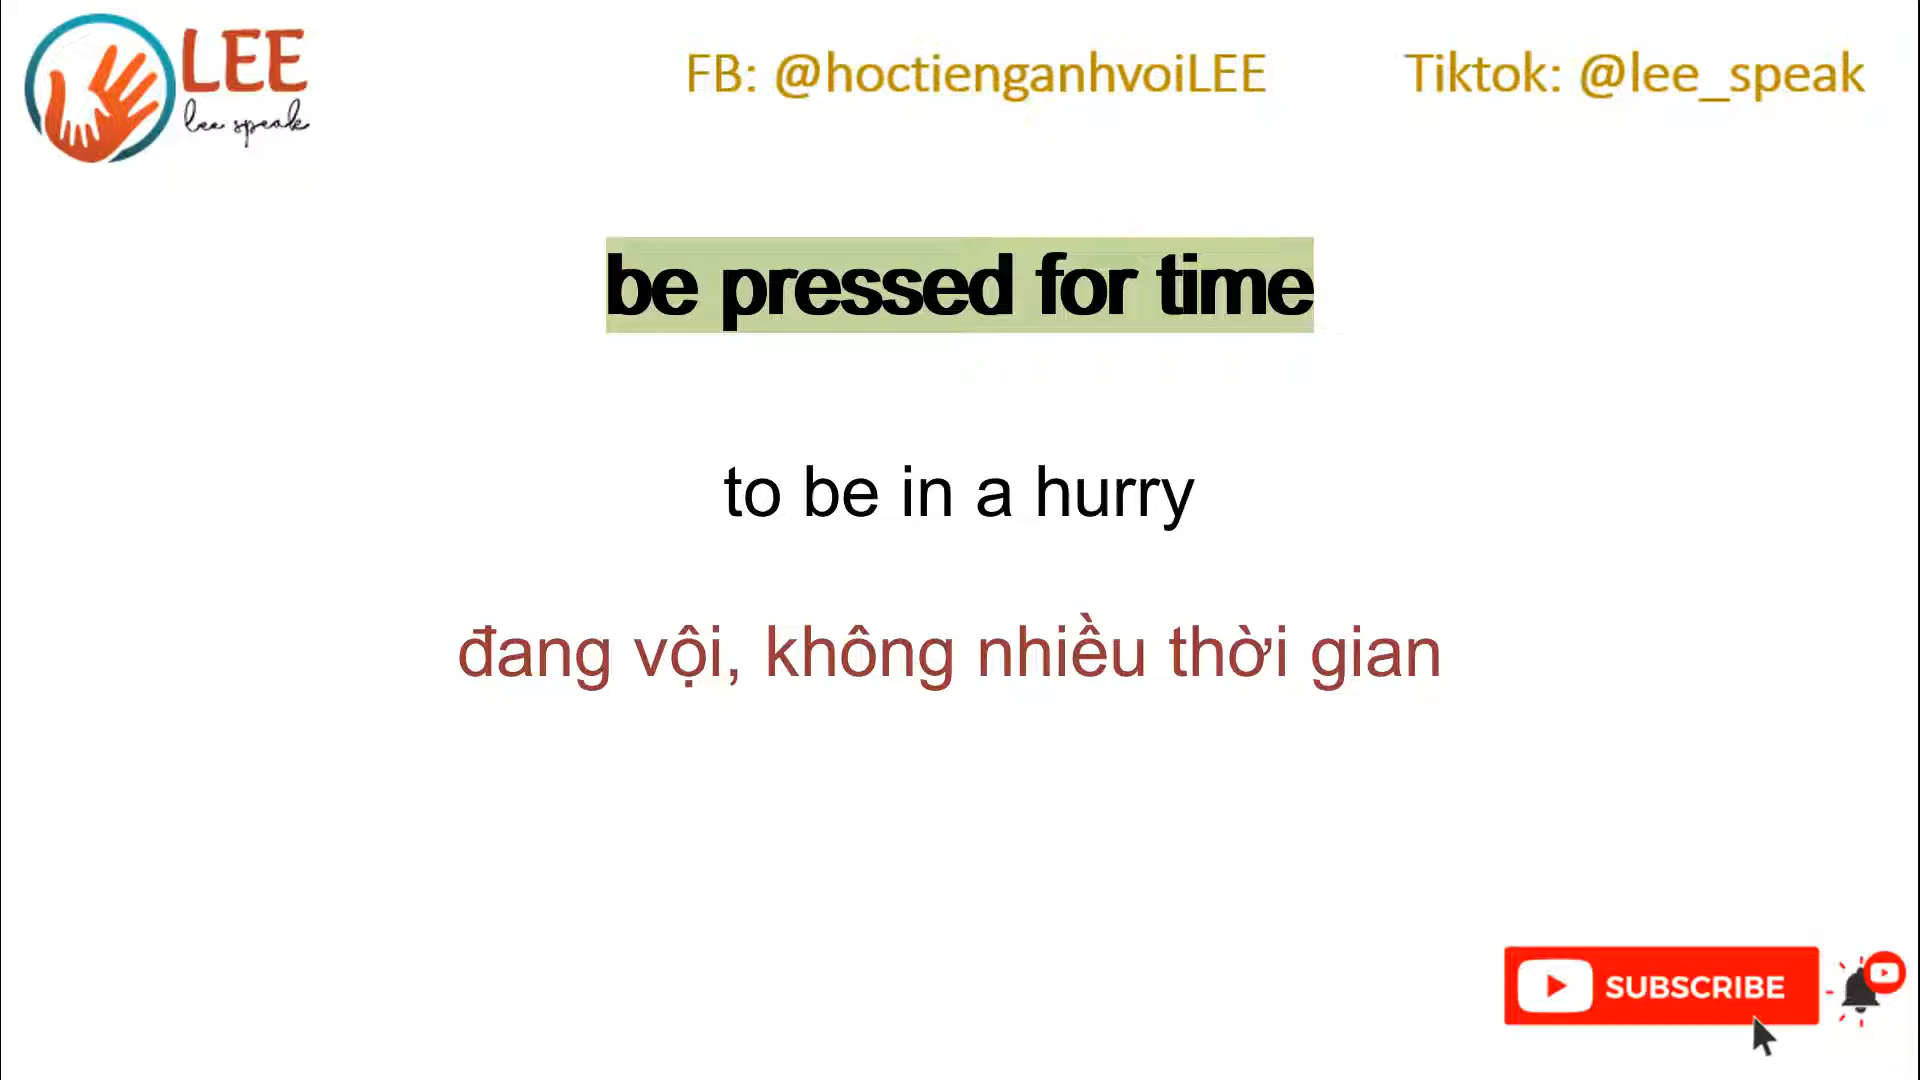 LEE
lee speak
FB: @hoctienganhvoiLEE
Tiktok: @lee_speak
be pressed for time
to be in a hurry
đang vội, không nhiều thời gian
SUBSCRIBE